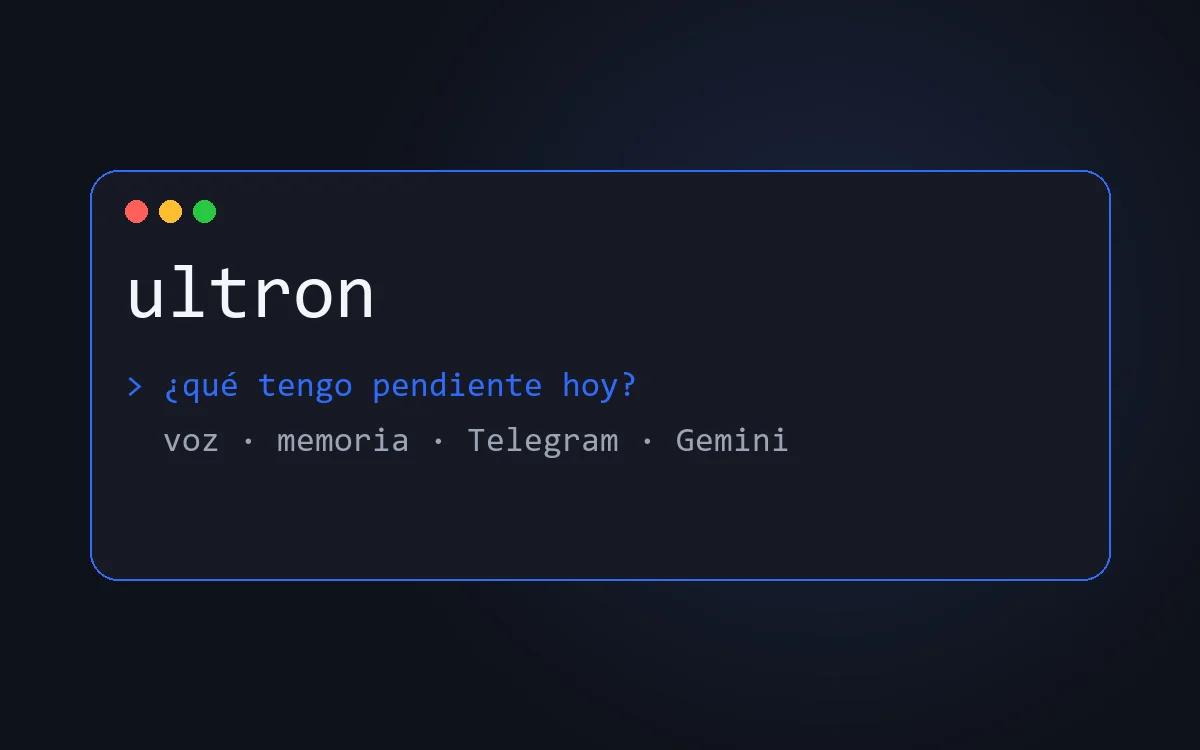 ultron
> ¿qué tengo pendiente hoy?
voz · memoria · Telegram · Gemini